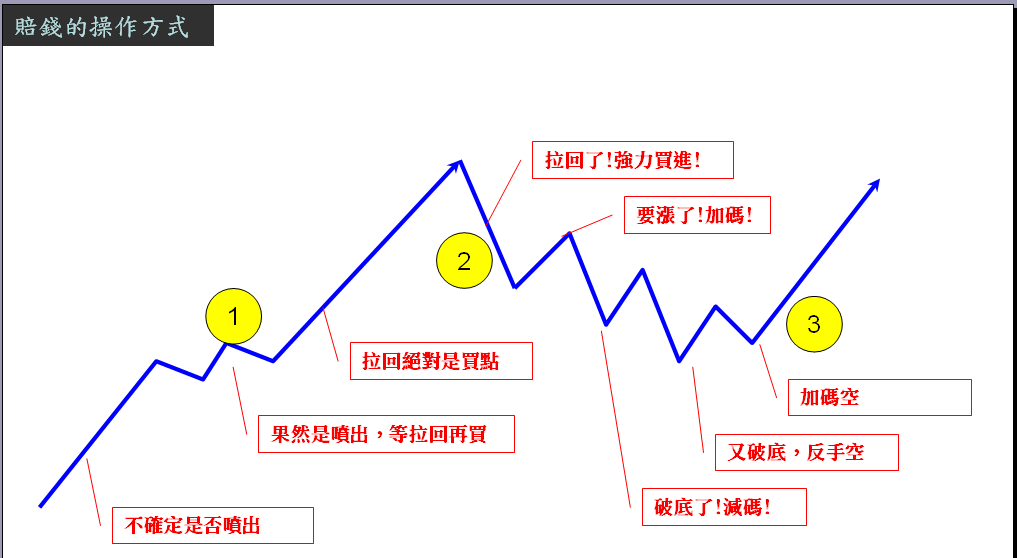 賠錢的操作方式
拉回了!強力買進!
要漲了!加碼!
2
1
3
拉回絕對是買點
加碼空
果然是噴出，等拉回再買
又破底，反手空
破底了!減碼!
不確定是否噴出